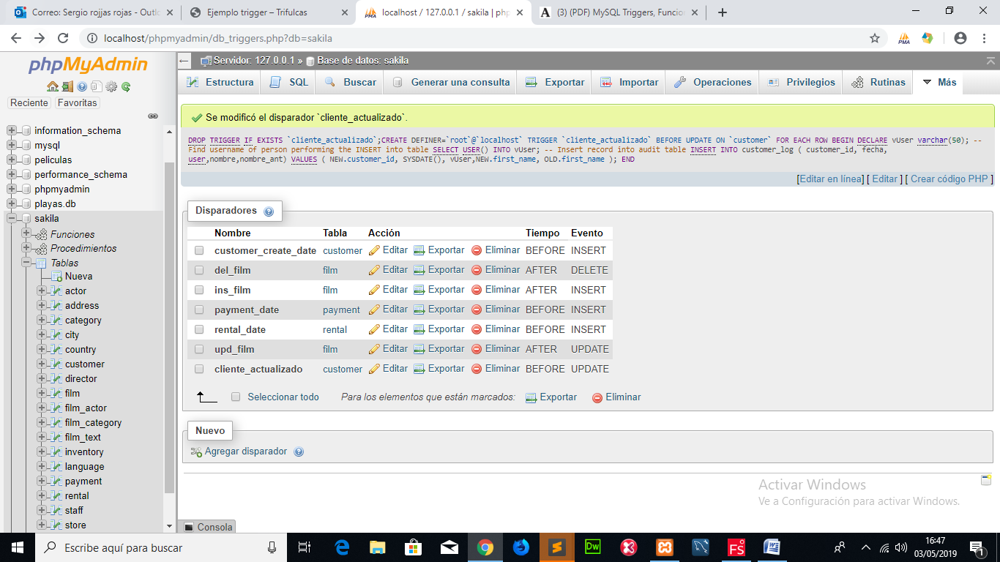 Correo: Sergio rojjas rojas - Outlo
Ejemplo trigger – Trifulcas
localhost / 127.0.0.1 / sakila | php
(3) (PDF) MySQL Triggers, Funcio
localhost/phpmyadmin/db_triggers.php?db=sakila
phpMyAdmin
Reciente
Favoritas
information_schema
mysql
peliculas
performance_schema
phpmyadmin
playas.db
sakila
Funciones
Procedimientos
Tablas
Nueva
actor
address
category
city
country
customer
director
film
film_actor
film_category
film_text
inventory
language
payment
rental
staff
store
Servidor: 127.0.0.1 » Base de datos: sakila
Estructura SQL Buscar Generar una consulta Exportar Importar Operaciones Privilegios Rutinas Más
Se modificó el disparador `cliente_actualizado`.
DROP TRIGGER IF EXISTS `cliente_actualizado`;CREATE DEFINER=`root`@`localhost` TRIGGER `cliente_actualizado` BEFORE UPDATE ON `customer` FOR EACH ROW BEGIN DECLARE vUser varchar(50); --
Find username of person performing the INSERT into table SELECT USER() INTO vUser; -- Insert record into audit table INSERT INTO customer_log ( customer_id, fecha,
user,nombre,nombre_ant) VALUES ( NEW.customer_id, SYSDATE(), vUser,NEW.first_name, OLD.first_name ); END
[Editar en línea] [ Editar ] [ Crear código PHP ]
Disparadores
Nombre Tabla Acción Tiempo Evento
customer_create_date customer Editar Exportar Eliminar BEFORE INSERT
del_film film Editar Exportar Eliminar AFTER DELETE
ins_film film Editar Exportar Eliminar AFTER INSERT
payment_date payment Editar Exportar Eliminar BEFORE INSERT
rental_date rental Editar Exportar Eliminar BEFORE INSERT
upd_film film Editar Exportar Eliminar AFTER UPDATE
cliente_actualizado customer Editar Exportar Eliminar BEFORE UPDATE
Seleccionar todo Para los elementos que están marcados: Exportar Eliminar
Nuevo
Agregar disparador
Activar Windows
Ve a Configuración para activar Windows.
Consola
Escribe aquí para buscar
16:47
03/05/2019